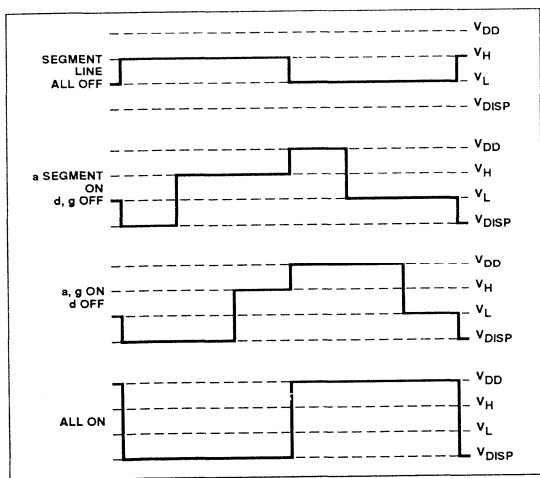 SEGMENT
LINE
ALL OFF
VDD
VH
VL
VDISP
a SEGMENT
ON
d, g OFF
VDD
VH
VL
VDISP
a, g ON
d OFF
VDD
VH
VL
VDISP
ALL ON
VDD
VH
VL
VDISP